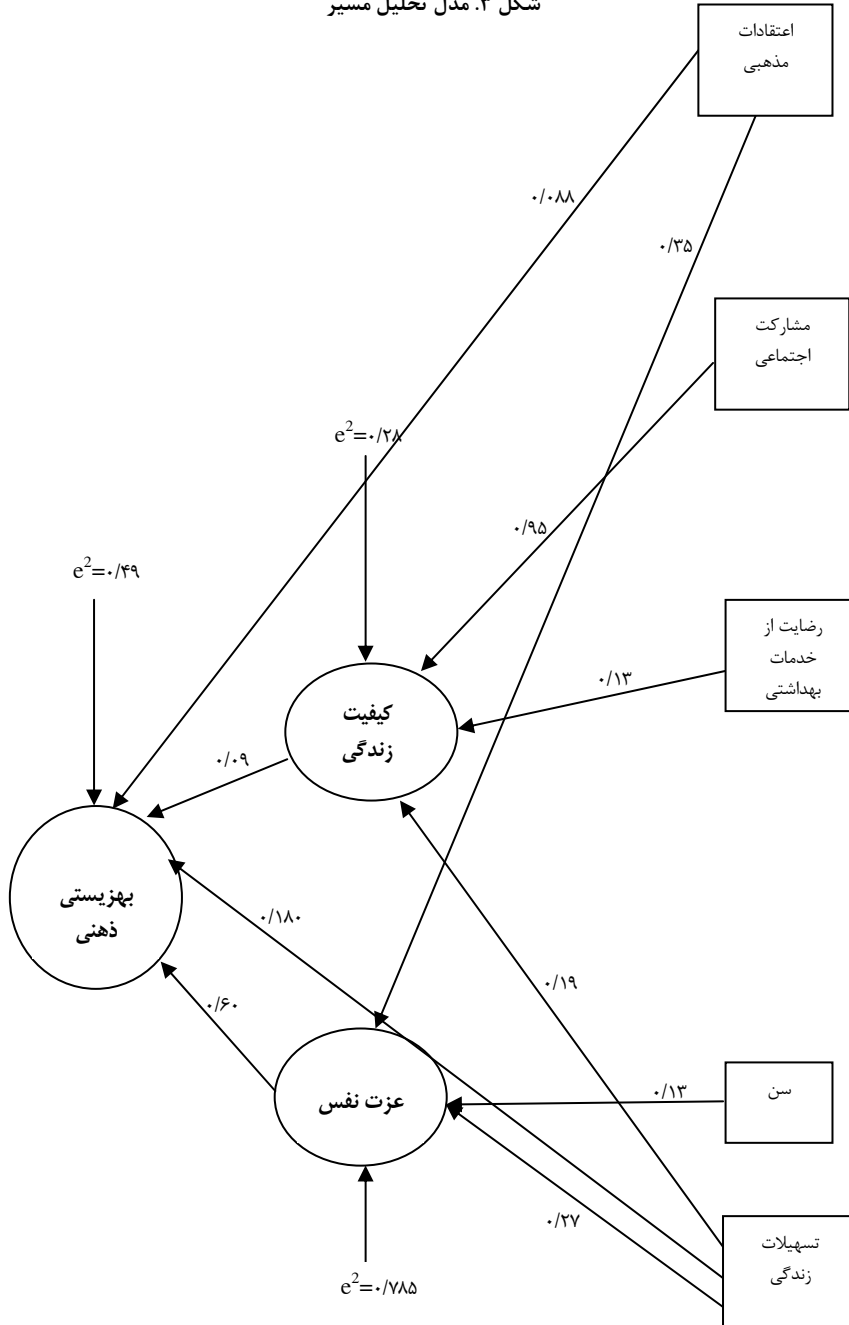 شکل ۳. مدل تحلیل مسیر
اعتقادات
مذهبی
۰/۰۸۸
۰/۳۵
مشارکت
اجتماعی
e²=۰/۲۸
۰/۹۵
e²=۰/۴۹
رضایت از
خدمات
بهداشتی
۰/۱۳
کیفیت
زندگی
۰/۰۹
بهزیستی
ذهنی
۰/۱۸۰
۰/۱۹
۰/۶۰
سن
۰/۱۳
عزت نفس
۰/۲۷
تسهیلات
زندگی
e²=۰/۷۸۵